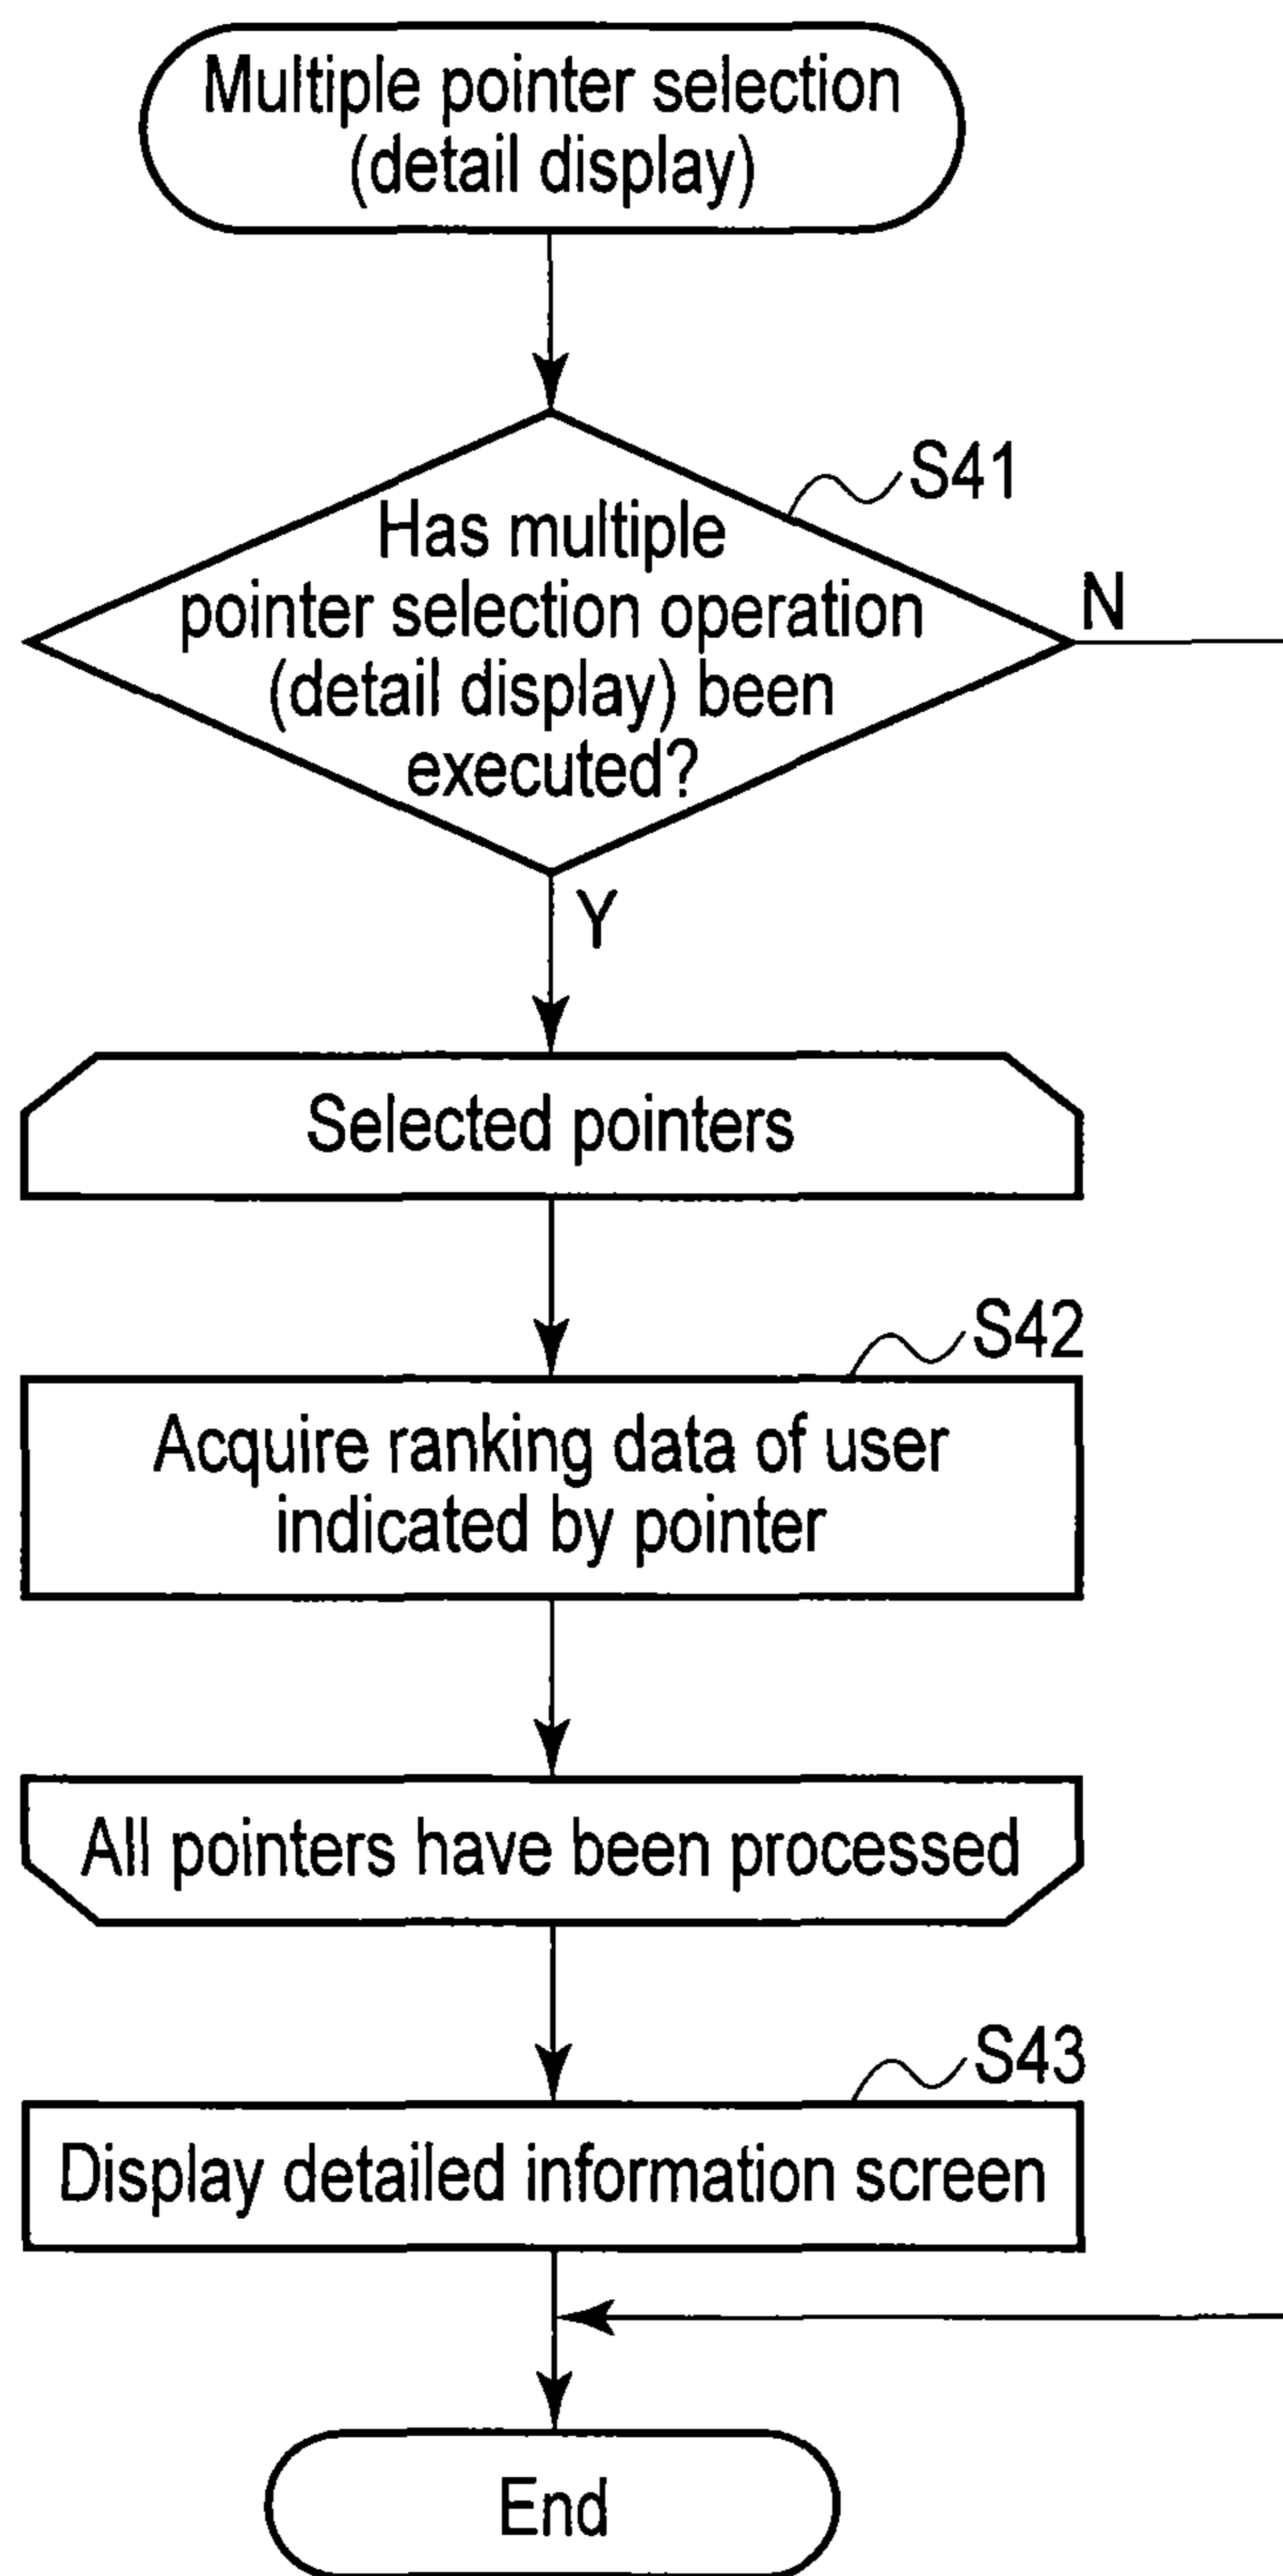 Multiple pointer selection
(detail display)
S41
Has multiple
pointer selection operation
(detail display) been
executed?
N
Y
Selected pointers
S42
Acquire ranking data of user
indicated by pointer
All pointers have been processed
S43
Display detailed information screen
End